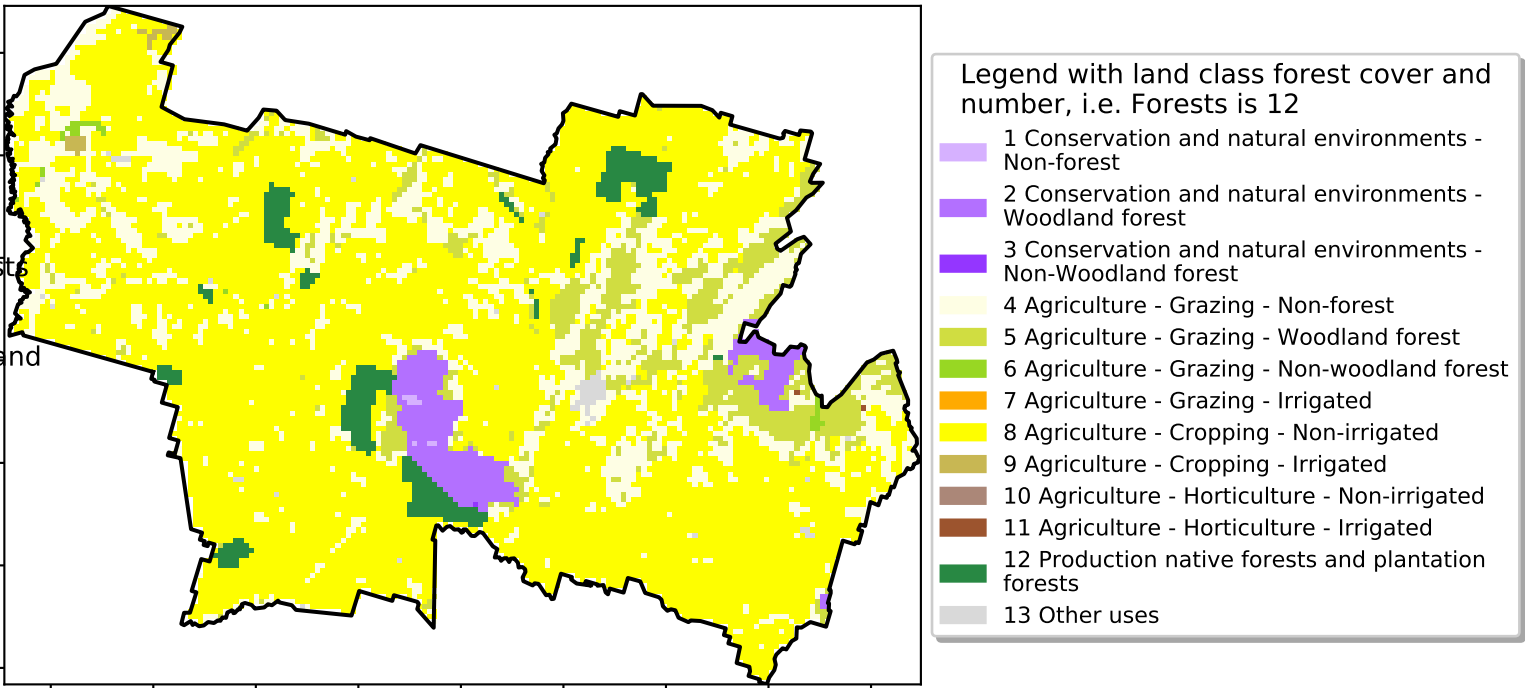 Legend with land class forest cover and
number, i.e. Forests is 12
1 Conservation and natural environments -
Non-forest
2 Conservation and natural environments -
Woodland forest
3 Conservation and natural environments -
Non-Woodland forest
4 Agriculture - Grazing - Non-forest
5 Agriculture - Grazing - Woodland forest
6 Agriculture - Grazing - Non-woodland forest
7 Agriculture - Grazing - Irrigated
8 Agriculture - Cropping - Non-irrigated
9 Agriculture - Cropping - Irrigated
10 Agriculture - Horticulture - Non-irrigated
11 Agriculture - Horticulture - Irrigated
12 Production native forests and plantation
forests
13 Other uses